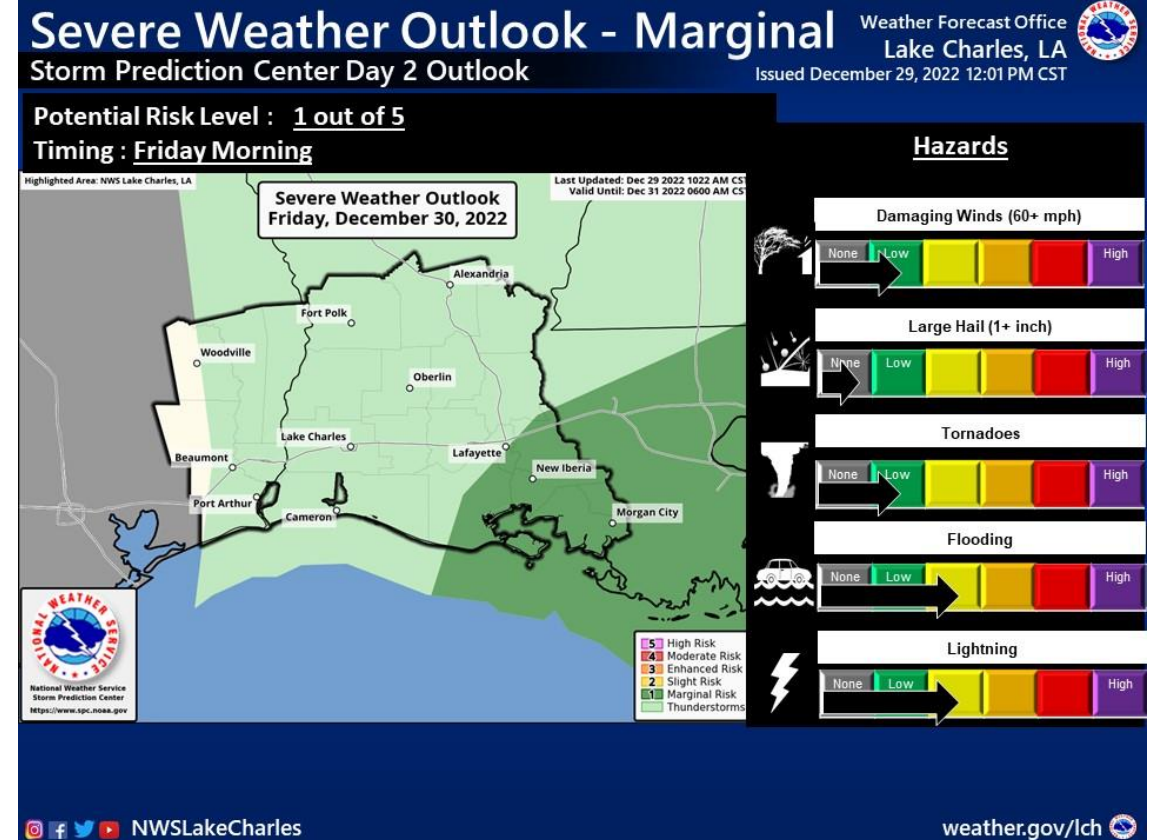 Severe Weather Outlook - Marginal
Storm Prediction Center Day 2 Outlook
Weather Forecast Office
Lake Charles, LA
Issued December 29, 2022 12:01 PM CST
Potential Risk Level : 1 out of 5
Timing : Friday Morning
Highlighted Area: NWS Lake Charles, LA
Severe Weather Outlook
Friday, December 30, 2022
Last Updated: Dec 29 2022 1022 AM CST
Valid Until: Dec 31 2022 0600 AM CST
Alexandria
Fort Polk
Woodville
Oberlin
Lake Charles
Lafayette
Beaumont
New Iberia
Port Arthur
Cameron
Morgan City
NATIONAL WEATHER SERVICE
National Weather Service
Storm Prediction Center
https://www.spc.noaa.gov
5 High Risk
4 Moderate Risk
3 Enhanced Risk
2 Slight Risk
1 Marginal Risk
Thunderstorms
Hazards
Damaging Winds (60+ mph)
None Low High
Large Hail (1+ inch)
None Low High
Tornadoes
None Low High
Flooding
None Low High
Lightning
None Low High
NWSLakeCharles
weather.gov/lch